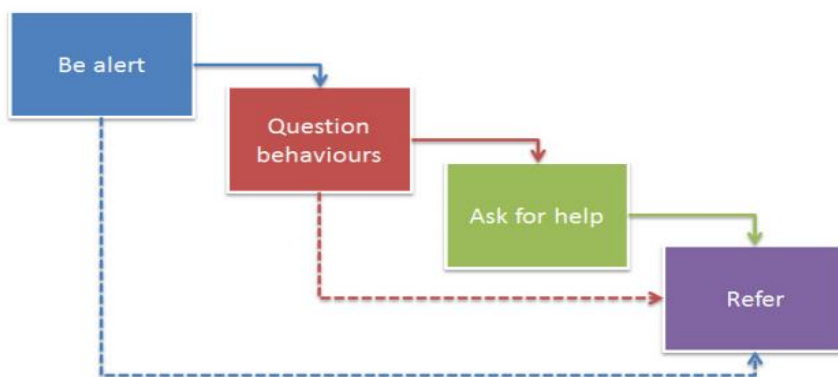 Be alert
Question
behaviours
Ask for help
Refer